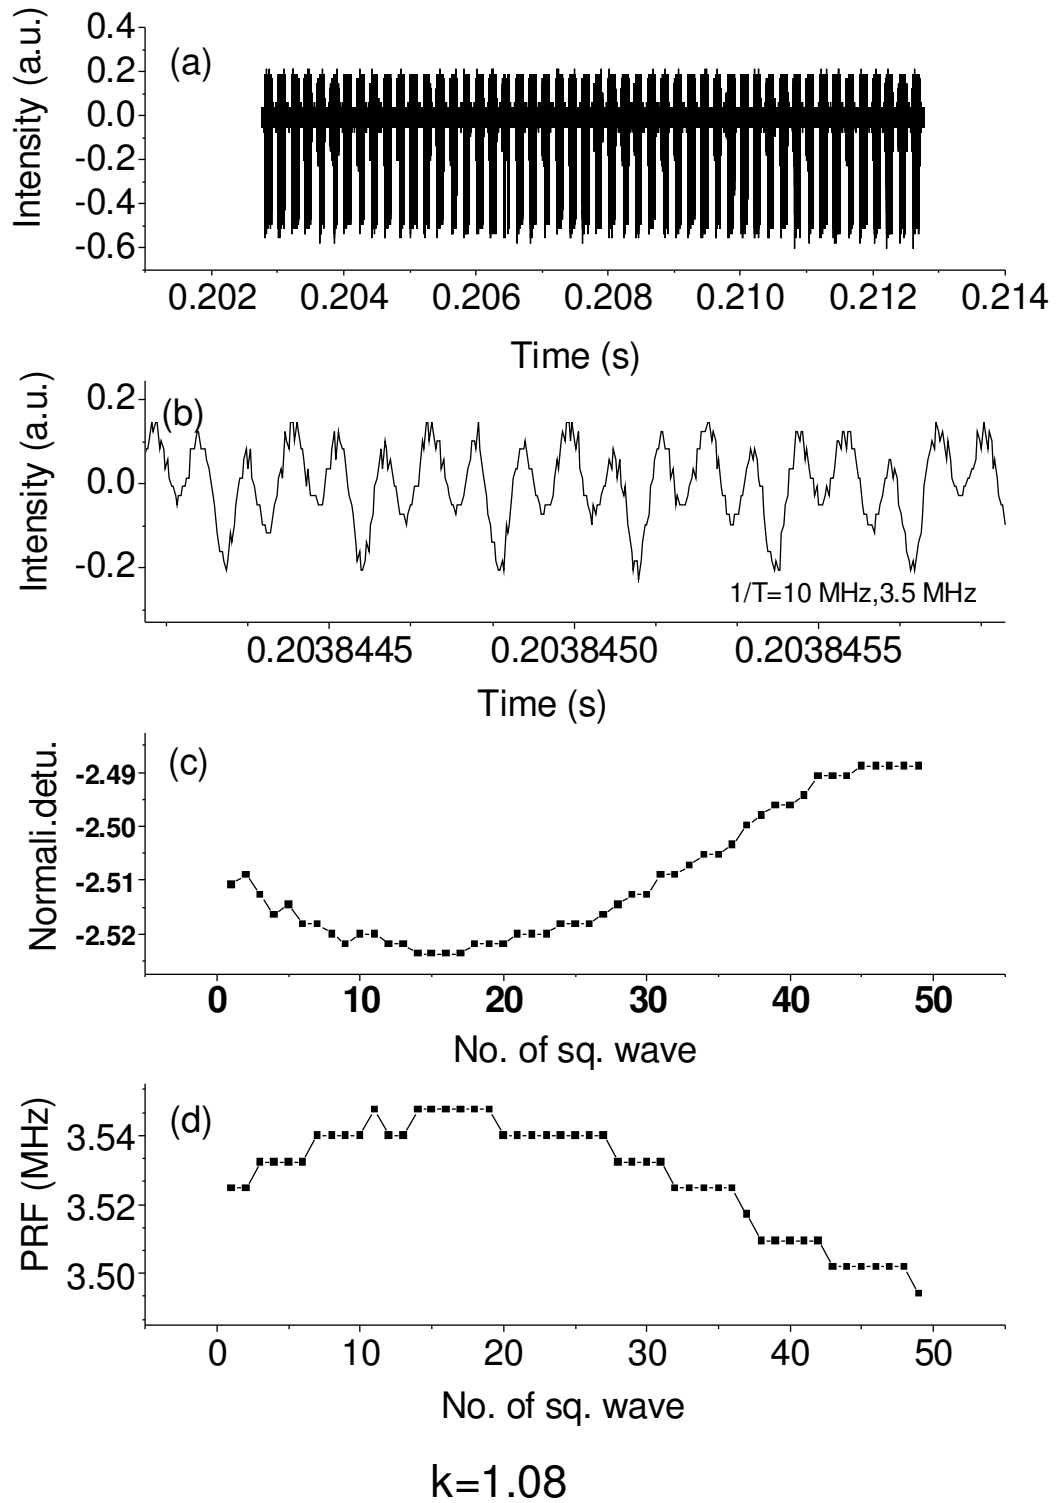 0.4
0.2
0.0
-0.2
-0.4
-0.6
Intensity (a.u.)
(a)
0.202 0.204 0.206 0.208 0.210 0.212 0.214
Time (s)
0.2
0.0
-0.2
Intensity (a.u.)
(b)
1/T=10 MHz,3.5 MHz
0.2038445 0.2038450 0.2038455
Time (s)
-2.49
-2.50
-2.51
-2.52
Normali.detu.
(c)
0 10 20 30 40 50
No. of sq. wave
3.54
3.52
3.50
PRF (MHz)
(d)
0 10 20 30 40 50
No. of sq. wave
k=1.08